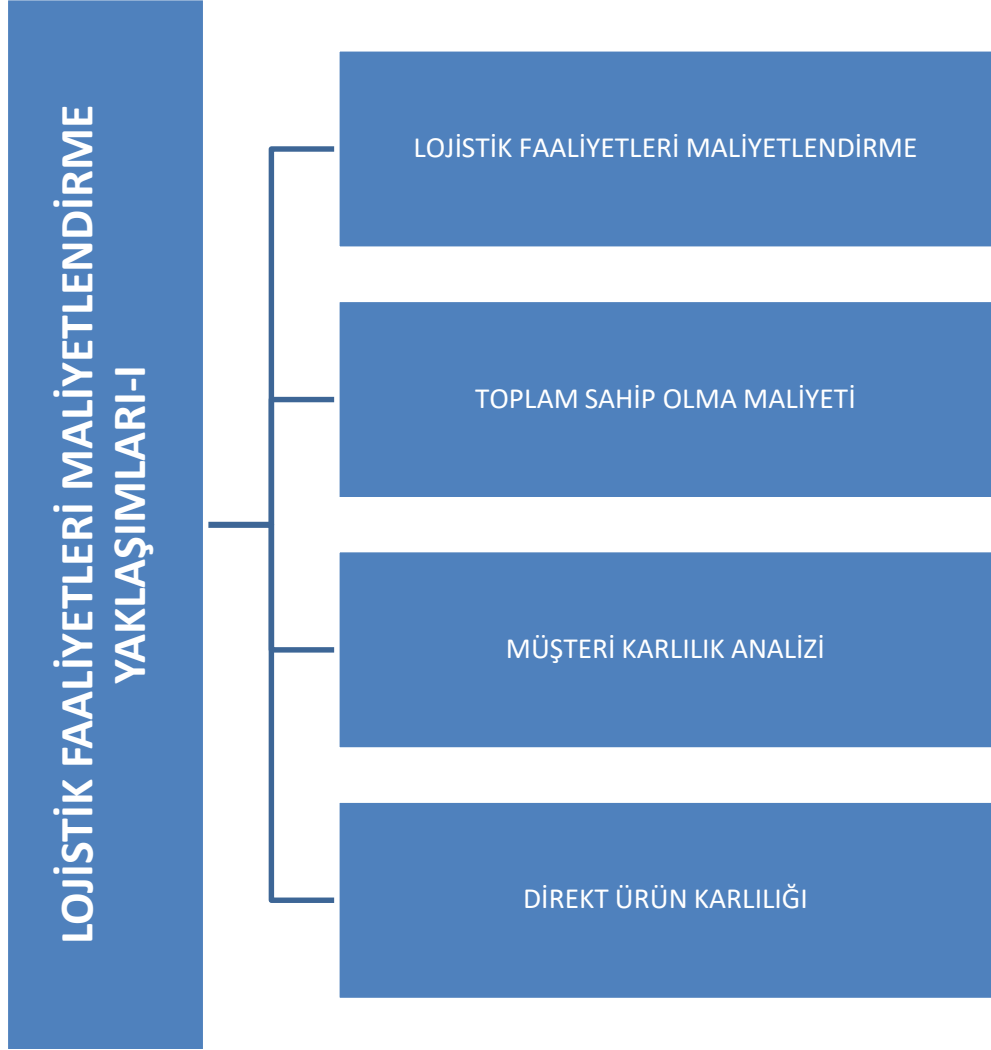 LOJİSTİK FAALİYETLERİ MALİYETLENDİRME
YAKLAŞIMLARI-I
LOJİSTİK FAALİYETLERİ MALİYETLENDİRME
TOPLAM SAHİP OLMA MALİYETİ
MÜŞTERİ KARLILIK ANALİZİ
DİREKT ÜRÜN KARLILIĞI